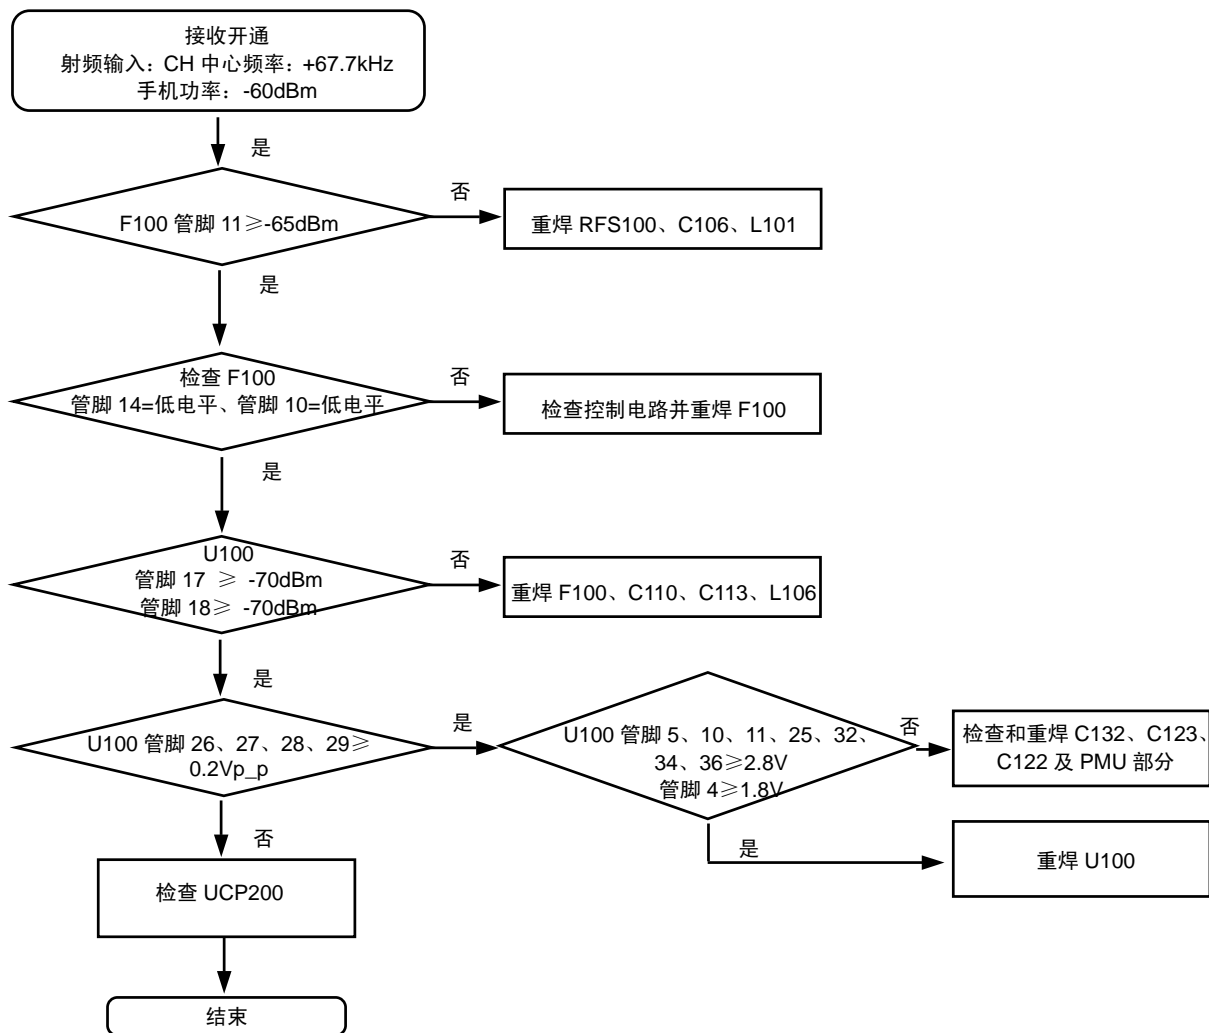 接收开通
射频输入：CH 中心频率：+67.7kHz
手机功率：-60dBm
是
F100 管脚 11≥-65dBm
否
重焊 RFS100、C106、L101
是
检查 F100
管脚 14=低电平、管脚 10=低电平
否
检查控制电路并重焊 F100
是
U100
管脚 17 ≥ -70dBm
管脚 18≥ -70dBm
否
重焊 F100、C110、C113、L106
是
U100 管脚 26、27、28、29≥
0.2Vp_p
是
U100 管脚 5、10、11、25、32、
34、36≥2.8V
管脚 4≥1.8V
否
检查和重焊 C132、C123、
C122 及 PMU 部分
否
是
重焊 U100
检查 UCP200
结束